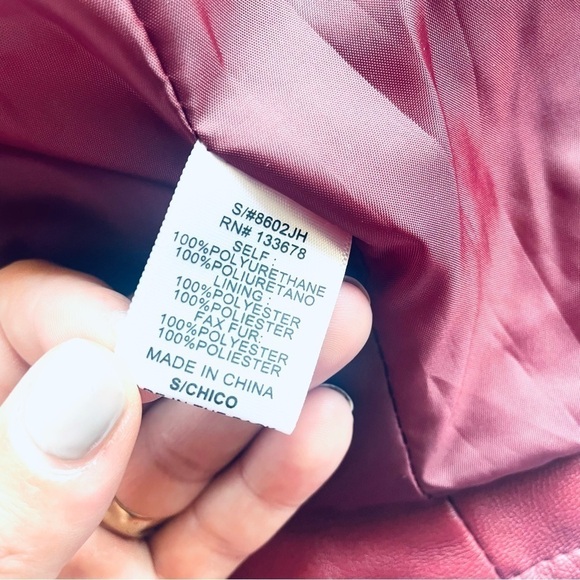 S/#8602JH
RN# 133678
SELF :
100%POLYURETHANE
100%POLIURETANO
LINING :
100%POLYESTER
100%POLIESTER
FAX FUR:
100%POLYESTER
100%POLIESTER
MADE IN CHINA
S/CHICO